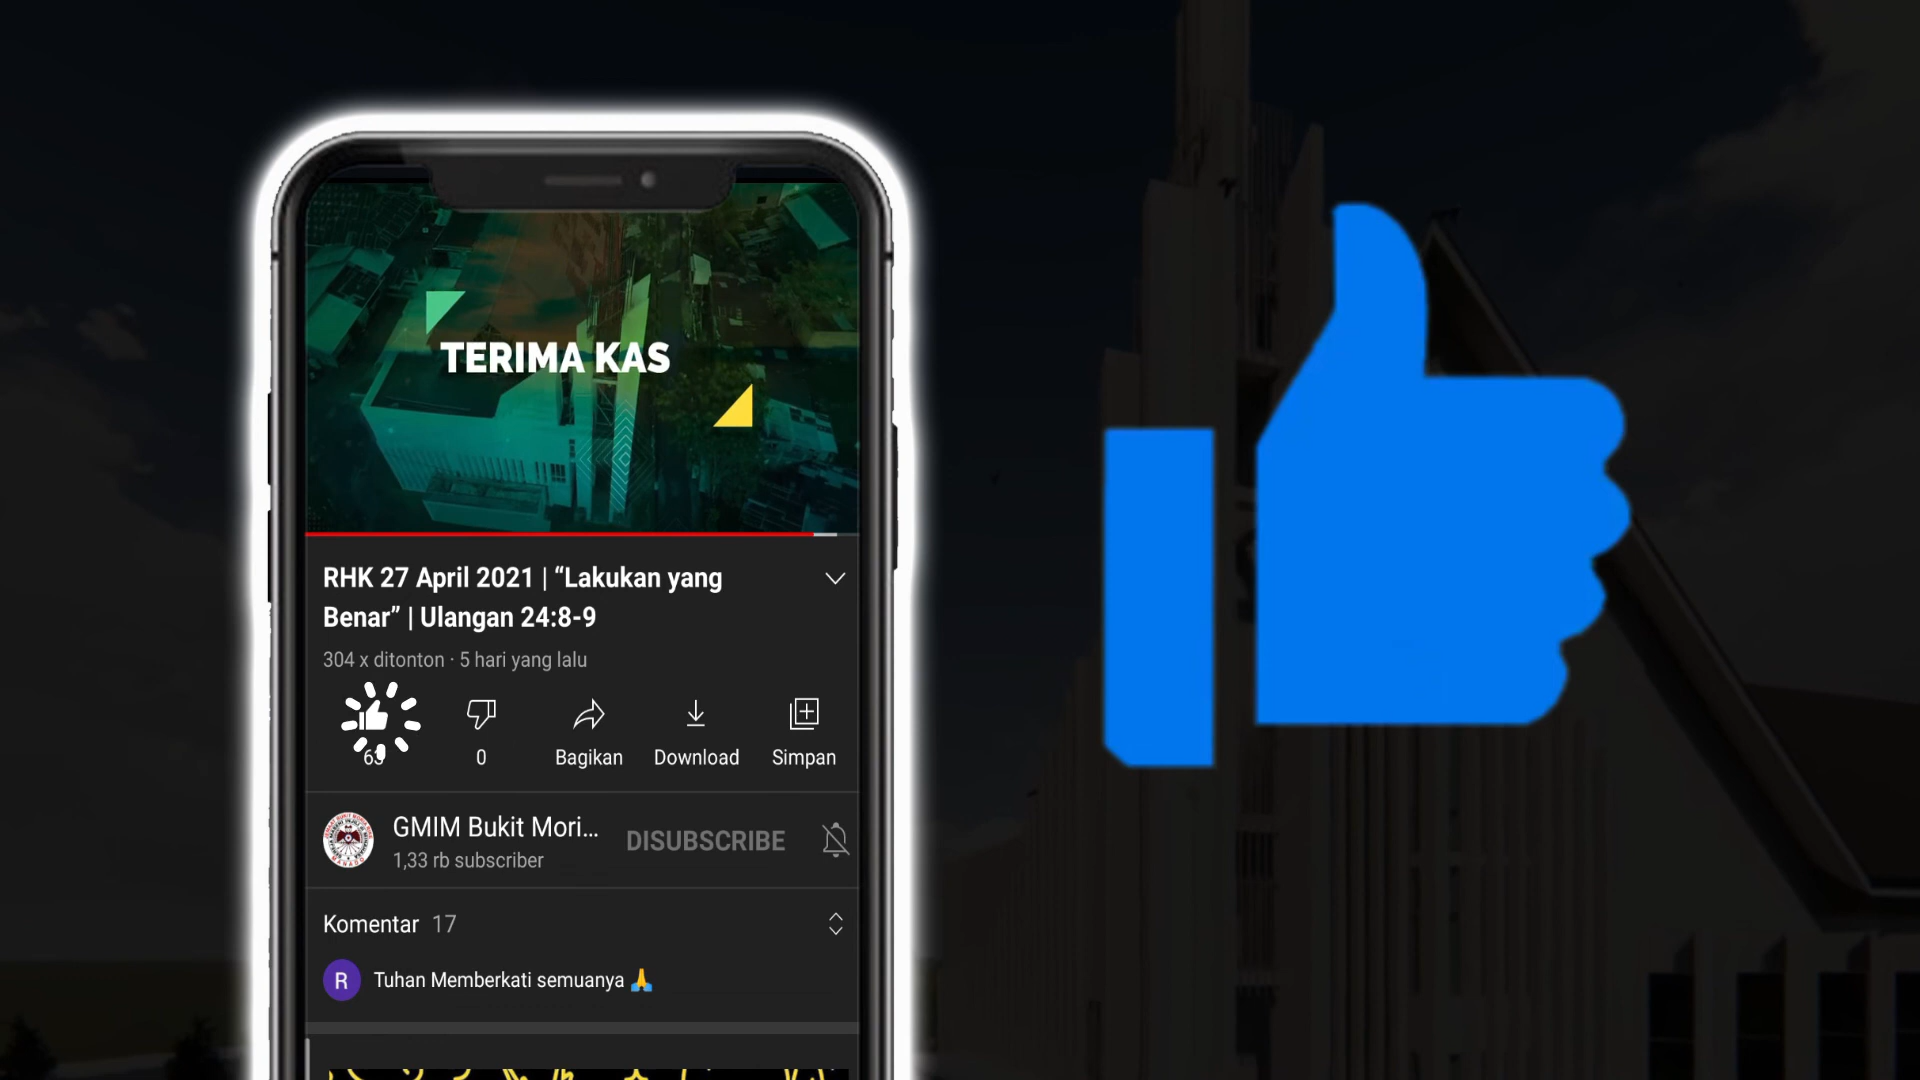 TERIMA KAS
RHK 27 April 2021 | “Lakukan yang
Benar” | Ulangan 24:8-9
304 x ditonton · 5 hari yang lalu
0
Bagikan
Download
Simpan
GMIM Bukit Mori...
DISUBSCRIBE
1,33 rb subscriber
Komentar 17
R
Tuhan Memberkati semuanya 🙏